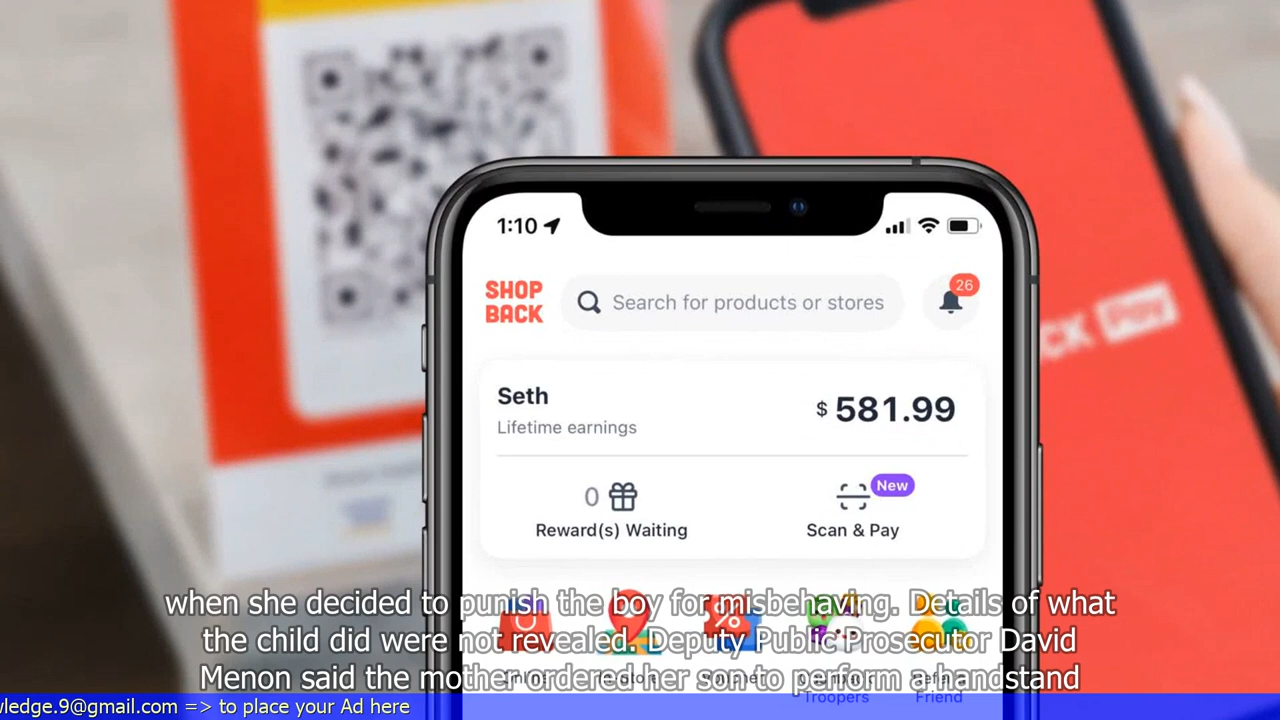 1:10
SHOP
BACK
Search for products or stores
26
CK Pay
Seth
$ 581.99
Lifetime earnings
0
New
Reward(s) Waiting
Scan & Pay
when she decided to punish the boy for misbehaving. Details of what
the child did were not revealed. Deputy Public Prosecutor David
Menon said the mother ordered her son to perform a handstand
Troopers
Friend
wledge.9@gmail.com => to place your Ad here